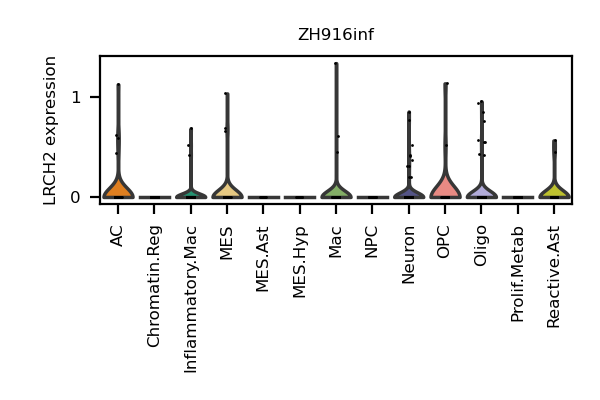 ZH916inf
LRCH2 expression
1
0
AC
Chromatin.Reg
Inflammatory.Mac
MES
MES.Ast
MES.Hyp
Mac
NPC
Neuron
OPC
Oligo
Prolif.Metab
Reactive.Ast